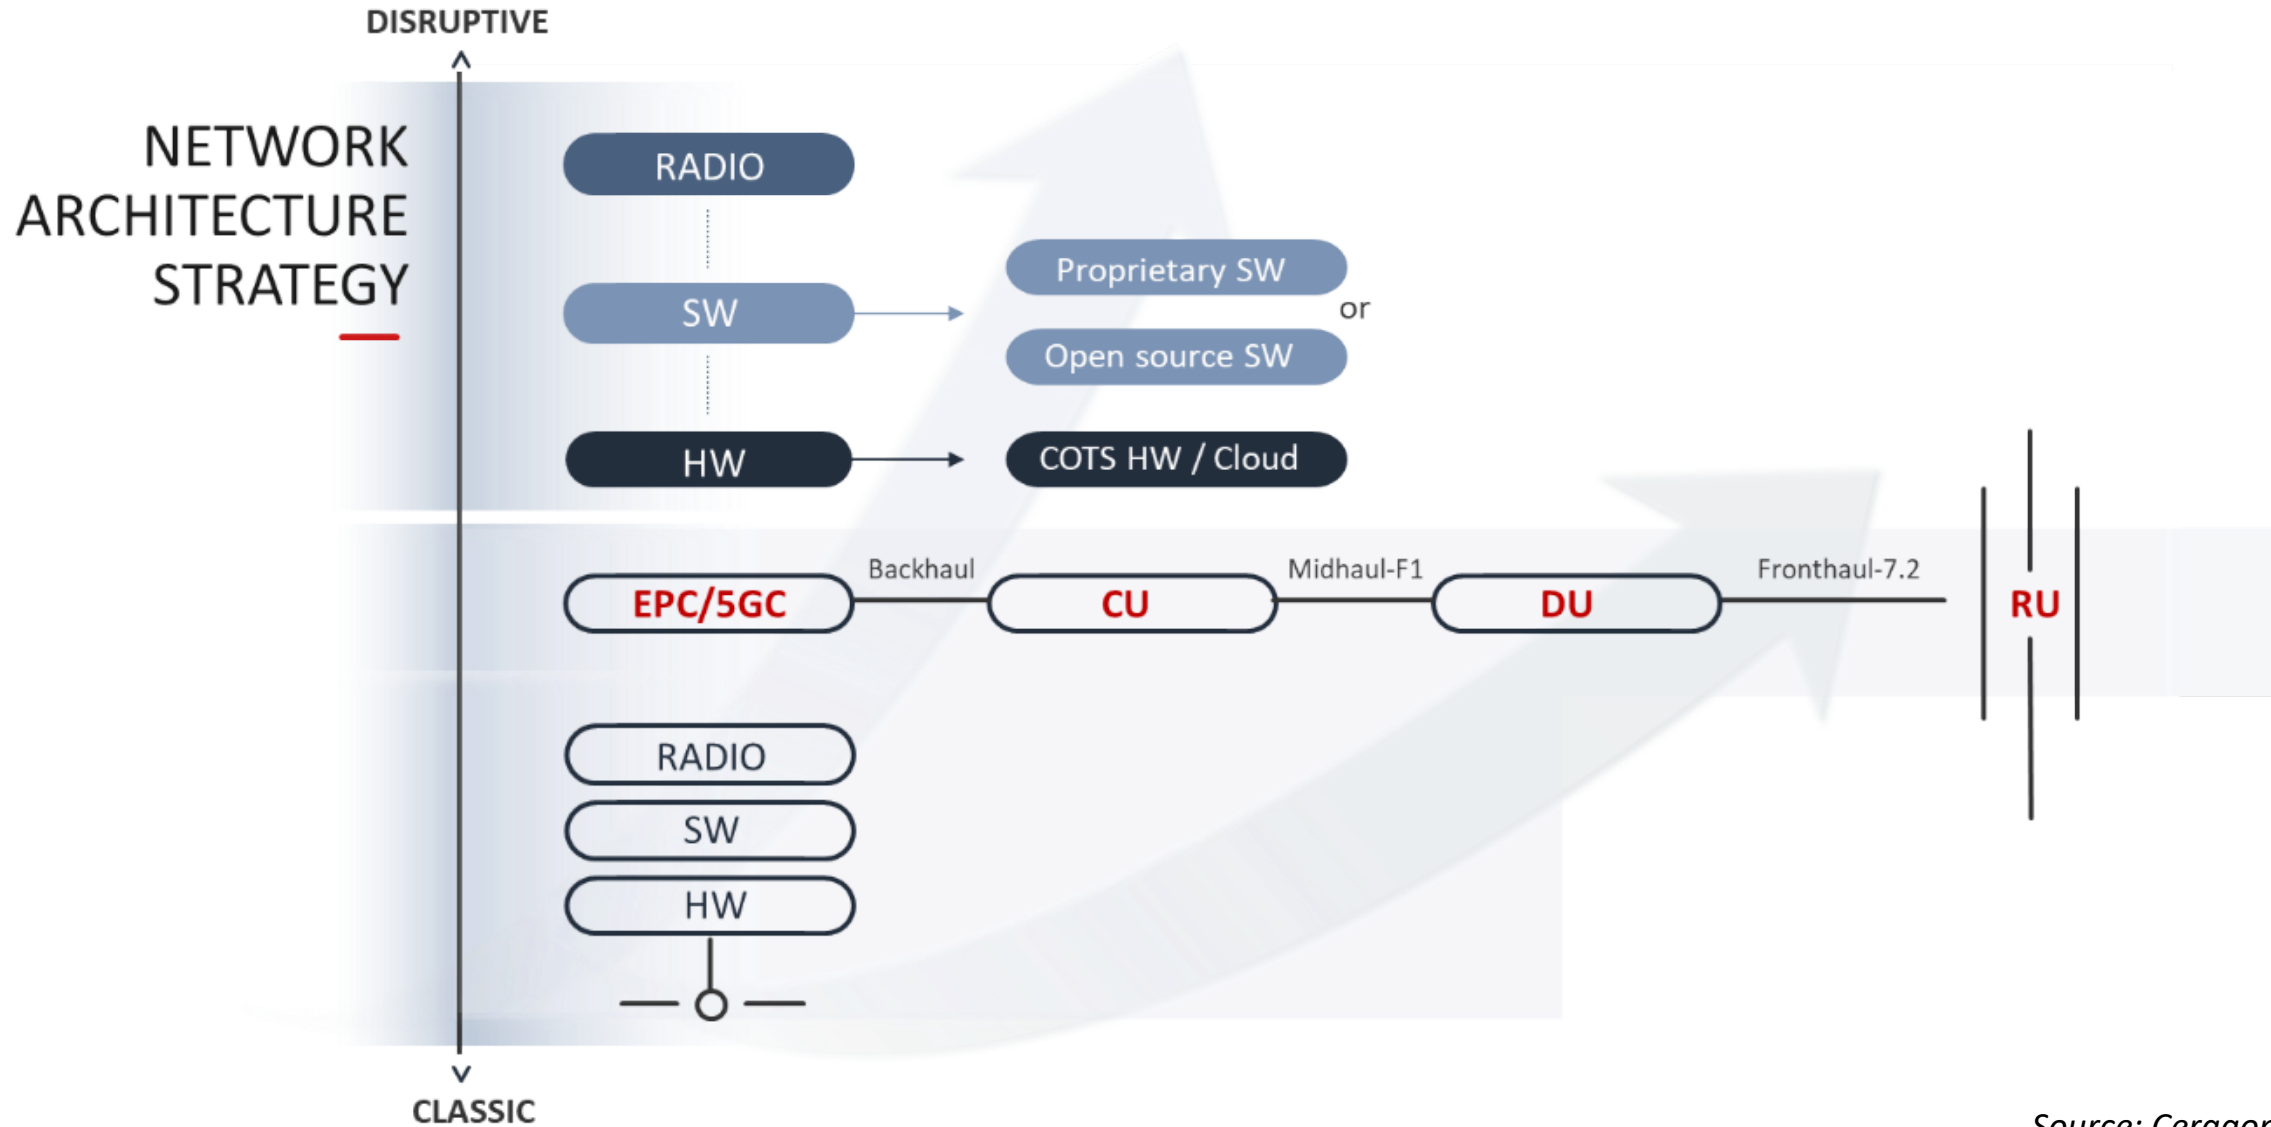 DISRUPTIVE
NETWORK
ARCHITECTURE
STRATEGY
RADIO
SW
Proprietary SW
or
Open source SW
HW
COTS HW / Cloud
EPC/5GC
Backhaul
CU
Midhaul-F1
DU
Fronthaul-7.2
RU
RADIO
SW
HW
CLASSIC
Source: